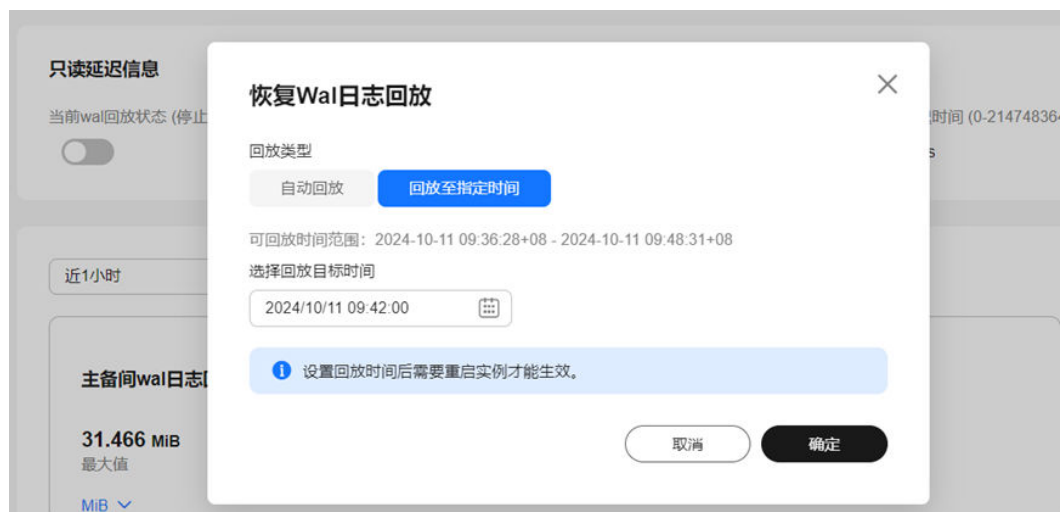 只读延迟信息
恢复Wal日志回放
当前wal回放状态 (停止
时间 (0-214748364
s
回放类型
自动回放
回放至指定时间
可回放时间范围：2024-10-11 09:36:28+08 - 2024-10-11 09:48:31+08
选择回放目标时间
近1小时
2024/10/11 09:42:00
设置回放时间后需要重启实例才能生效。
主备间wal日志
31.466 MiB
最大值
取消
确定
MiB